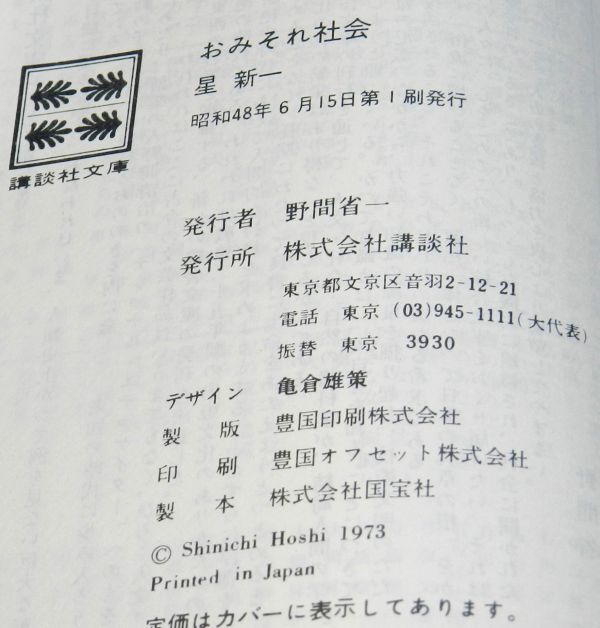 おみそれ社会
星 新一
昭和48年6月15日第1刷発行
講談社文庫
発行者 野間省一
発行所 株式会社講談社
東京都文京区音羽2-12-21
電話 東京 (03)945-1111(大代表)
振替 東京 3930
デザイン 亀倉雄策
製版 豊国印刷株式会社
印刷 豊国オフセット株式会社
製本 株式会社国宝社
© Shinichi Hoshi 1973
Printed in Japan
定価はカバーに表示してあります。